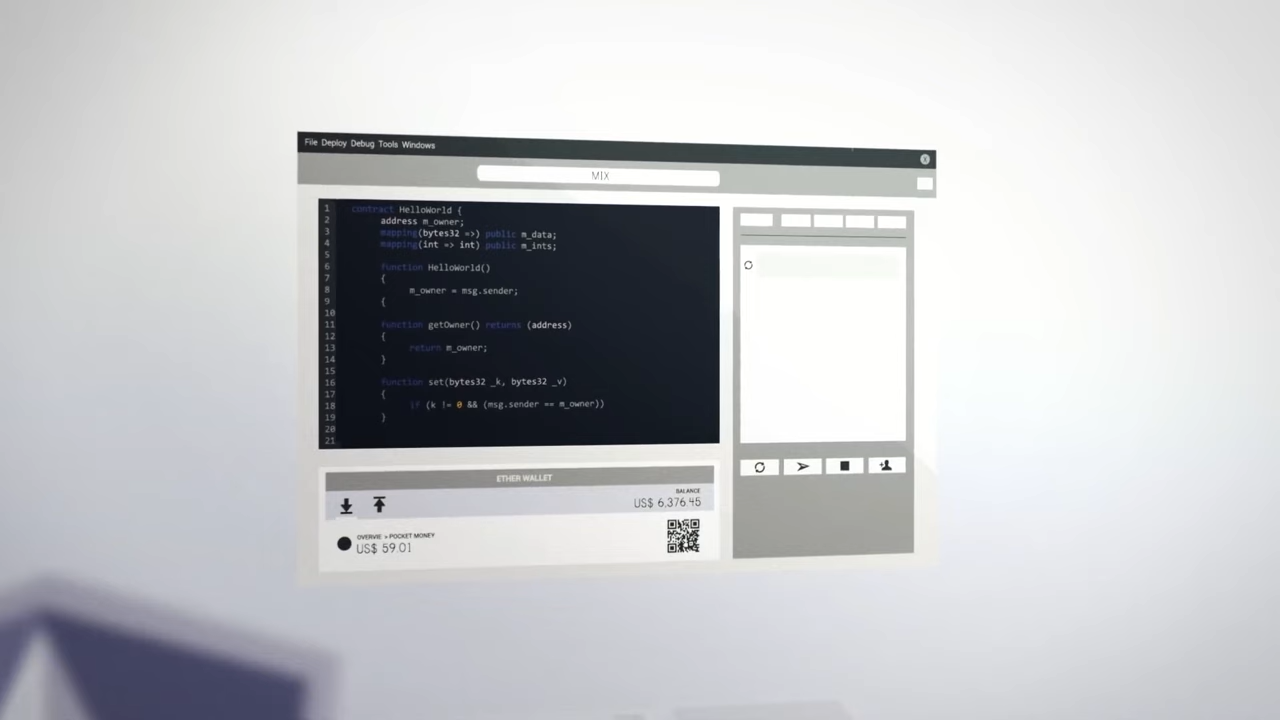 File Deploy Debug Tools Windows
MIX
1 contract HelloWorld {
2 address m_owner;
3 mapping(bytes32 =>) public m_data;
4 mapping(int => int) public m_ints;
5
6 function HelloWorld()
7 {
8 m_owner = msg.sender;
9 {
10
11 function getOwner() returns (address)
12 {
13 return m_owner;
14 }
15
16 function set(bytes32 _k, bytes32 _v)
17 {
18 if (k != 0 && (msg.sender == m_owner))
19 }
20
21
ETHER WALLET
BALANCE
US$ 6,376.45
OVERVIE > POCKET MONEY
US$ 59.01